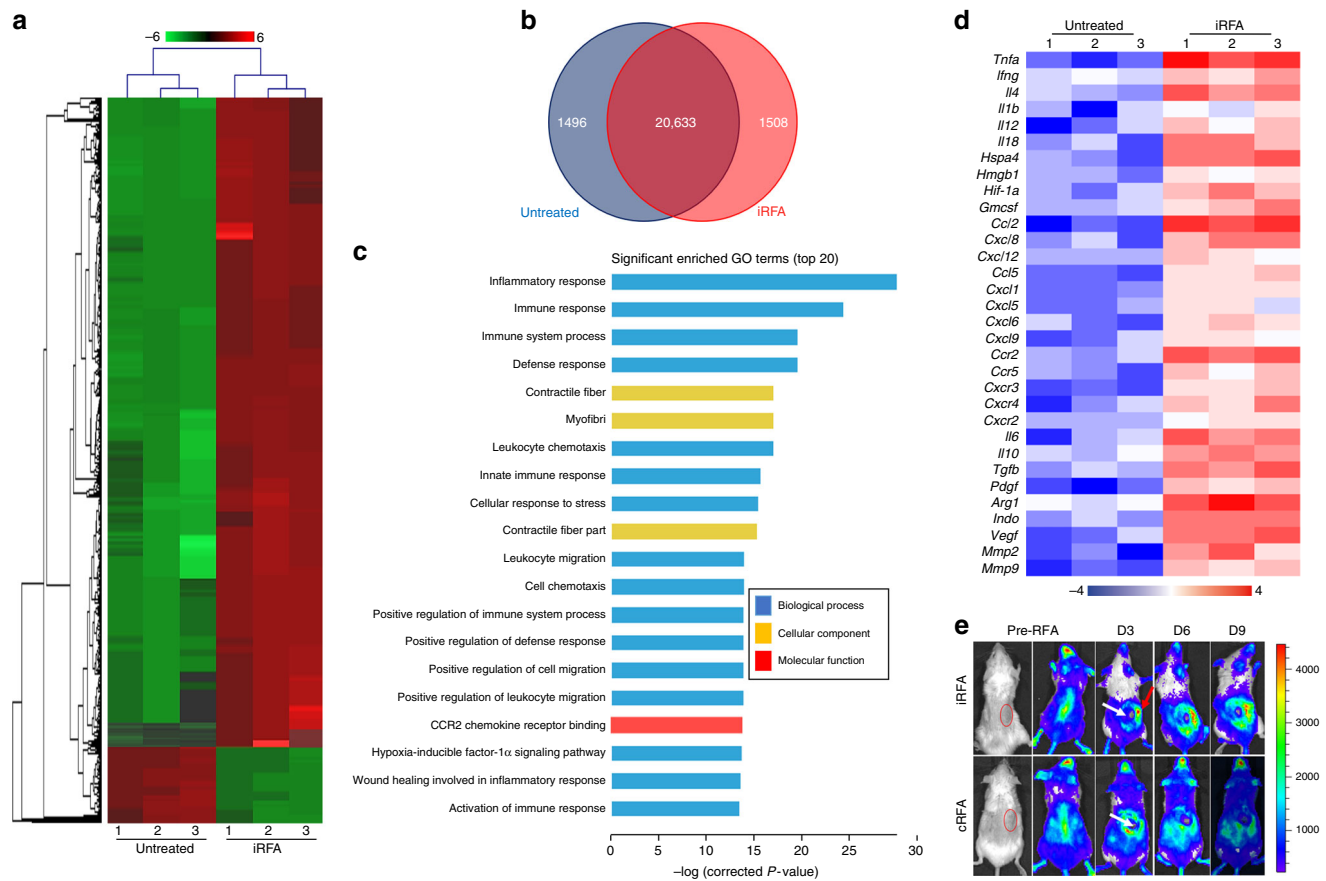 a
−6 6
1 2 3 1 2 3
Untreated iRFA
b
1496 20,633 1508
Untreated iRFA
c
Significant enriched GO terms (top 20)
Inflammatory response
Immune response
Immune system process
Defense response
Contractile fiber
Myofibri
Leukocyte chemotaxis
Innate immune response
Cellular response to stress
Contractile fiber part
Leukocyte migration
Cell chemotaxis
Positive regulation of immune system process
Positive regulation of defense response
Positive regulation of cell migration
Positive regulation of leukocyte migration
CCR2 chemokine receptor binding
Hypoxia-inducible factor-1α signaling pathway
Wound healing involved in inflammatory response
Activation of immune response
Biological process
Cellular component
Molecular function
0 5 10 15 20 25 30
−log (corrected P-value)
d
Untreated iRFA
1 2 3 1 2 3
Tnfa
Ifng
Il4
Il1b
Il12
Il18
Hspa4
Hmgb1
Hif-1a
Gmcsf
Ccl2
Cxcl8
Cxcl12
Ccl5
Cxcl1
Cxcl5
Cxcl6
Cxcl9
Ccr2
Ccr5
Cxcr3
Cxcr4
Cxcr2
Il6
Il10
Tgfb
Pdgf
Arg1
Indo
Vegf
Mmp2
Mmp9
−4 4
e
Pre-RFA D3 D6 D9
iRFA
cRFA
4000
3000
2000
1000